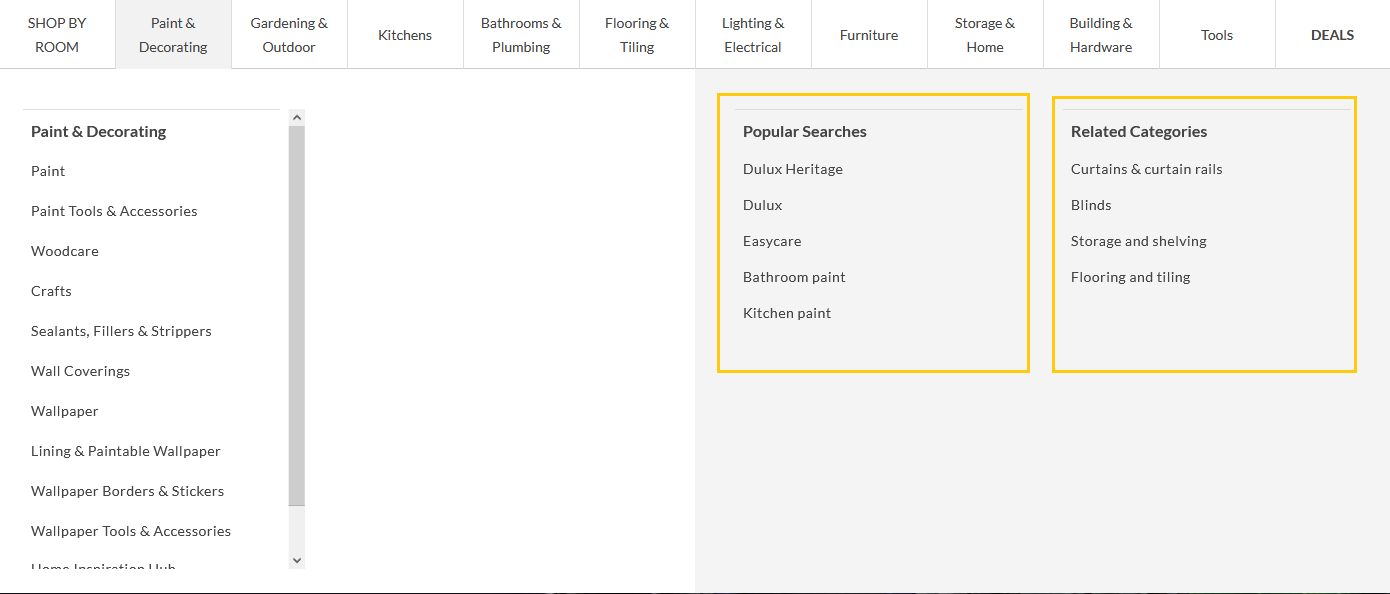 SHOP BY
ROOM
Paint &
Decorating
Gardening &
Outdoor
Kitchens
Bathrooms &
Plumbing
Flooring &
Tiling
Lighting &
Electrical
Furniture
Storage &
Home
Building &
Hardware
Tools
DEALS
Paint & Decorating
Paint
Paint Tools & Accessories
Woodcare
Crafts
Sealants, Fillers & Strippers
Wall Coverings
Wallpaper
Lining & Paintable Wallpaper
Wallpaper Borders & Stickers
Wallpaper Tools & Accessories
Home Inspiration Hub
Popular Searches
Dulux Heritage
Dulux
Easycare
Bathroom paint
Kitchen paint
Related Categories
Curtains & curtain rails
Blinds
Storage and shelving
Flooring and tiling